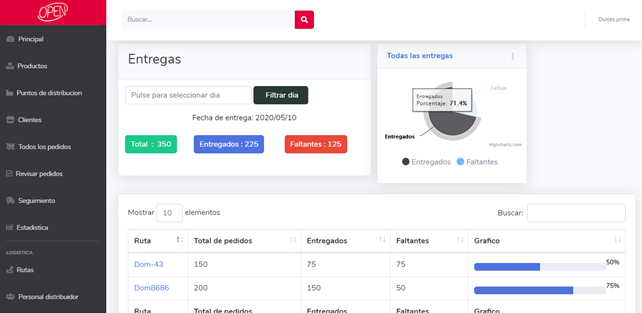 OPEN
Buscar...
Dulces prime
Principal
Productos
Puntos de distribucion
Clientes
Todos los pedidos
Revisar pedidos
Seguimiento
Estadistica
LOGISTICA
Rutas
Personal distribuidor
Entregas
Pulse para seleccionar dia
Filtrar dia
Fecha de entrega: 2020/05/10
Total : 350
Entregados : 225
Faltantes : 125
Todas las entregas
Entregados
Porcentaje: 71.4%
Faltan
Entregados
Highcharts.com
Entregados Faltantes
Mostrar 10 elementos
Buscar:
Ruta Total de pedidos Entregados Faltantes Grafico
Dom-43 150 75 75 50%
Dom8686 200 150 50 75%
Ruta Total de pedidos Entregados Faltantes Grafico